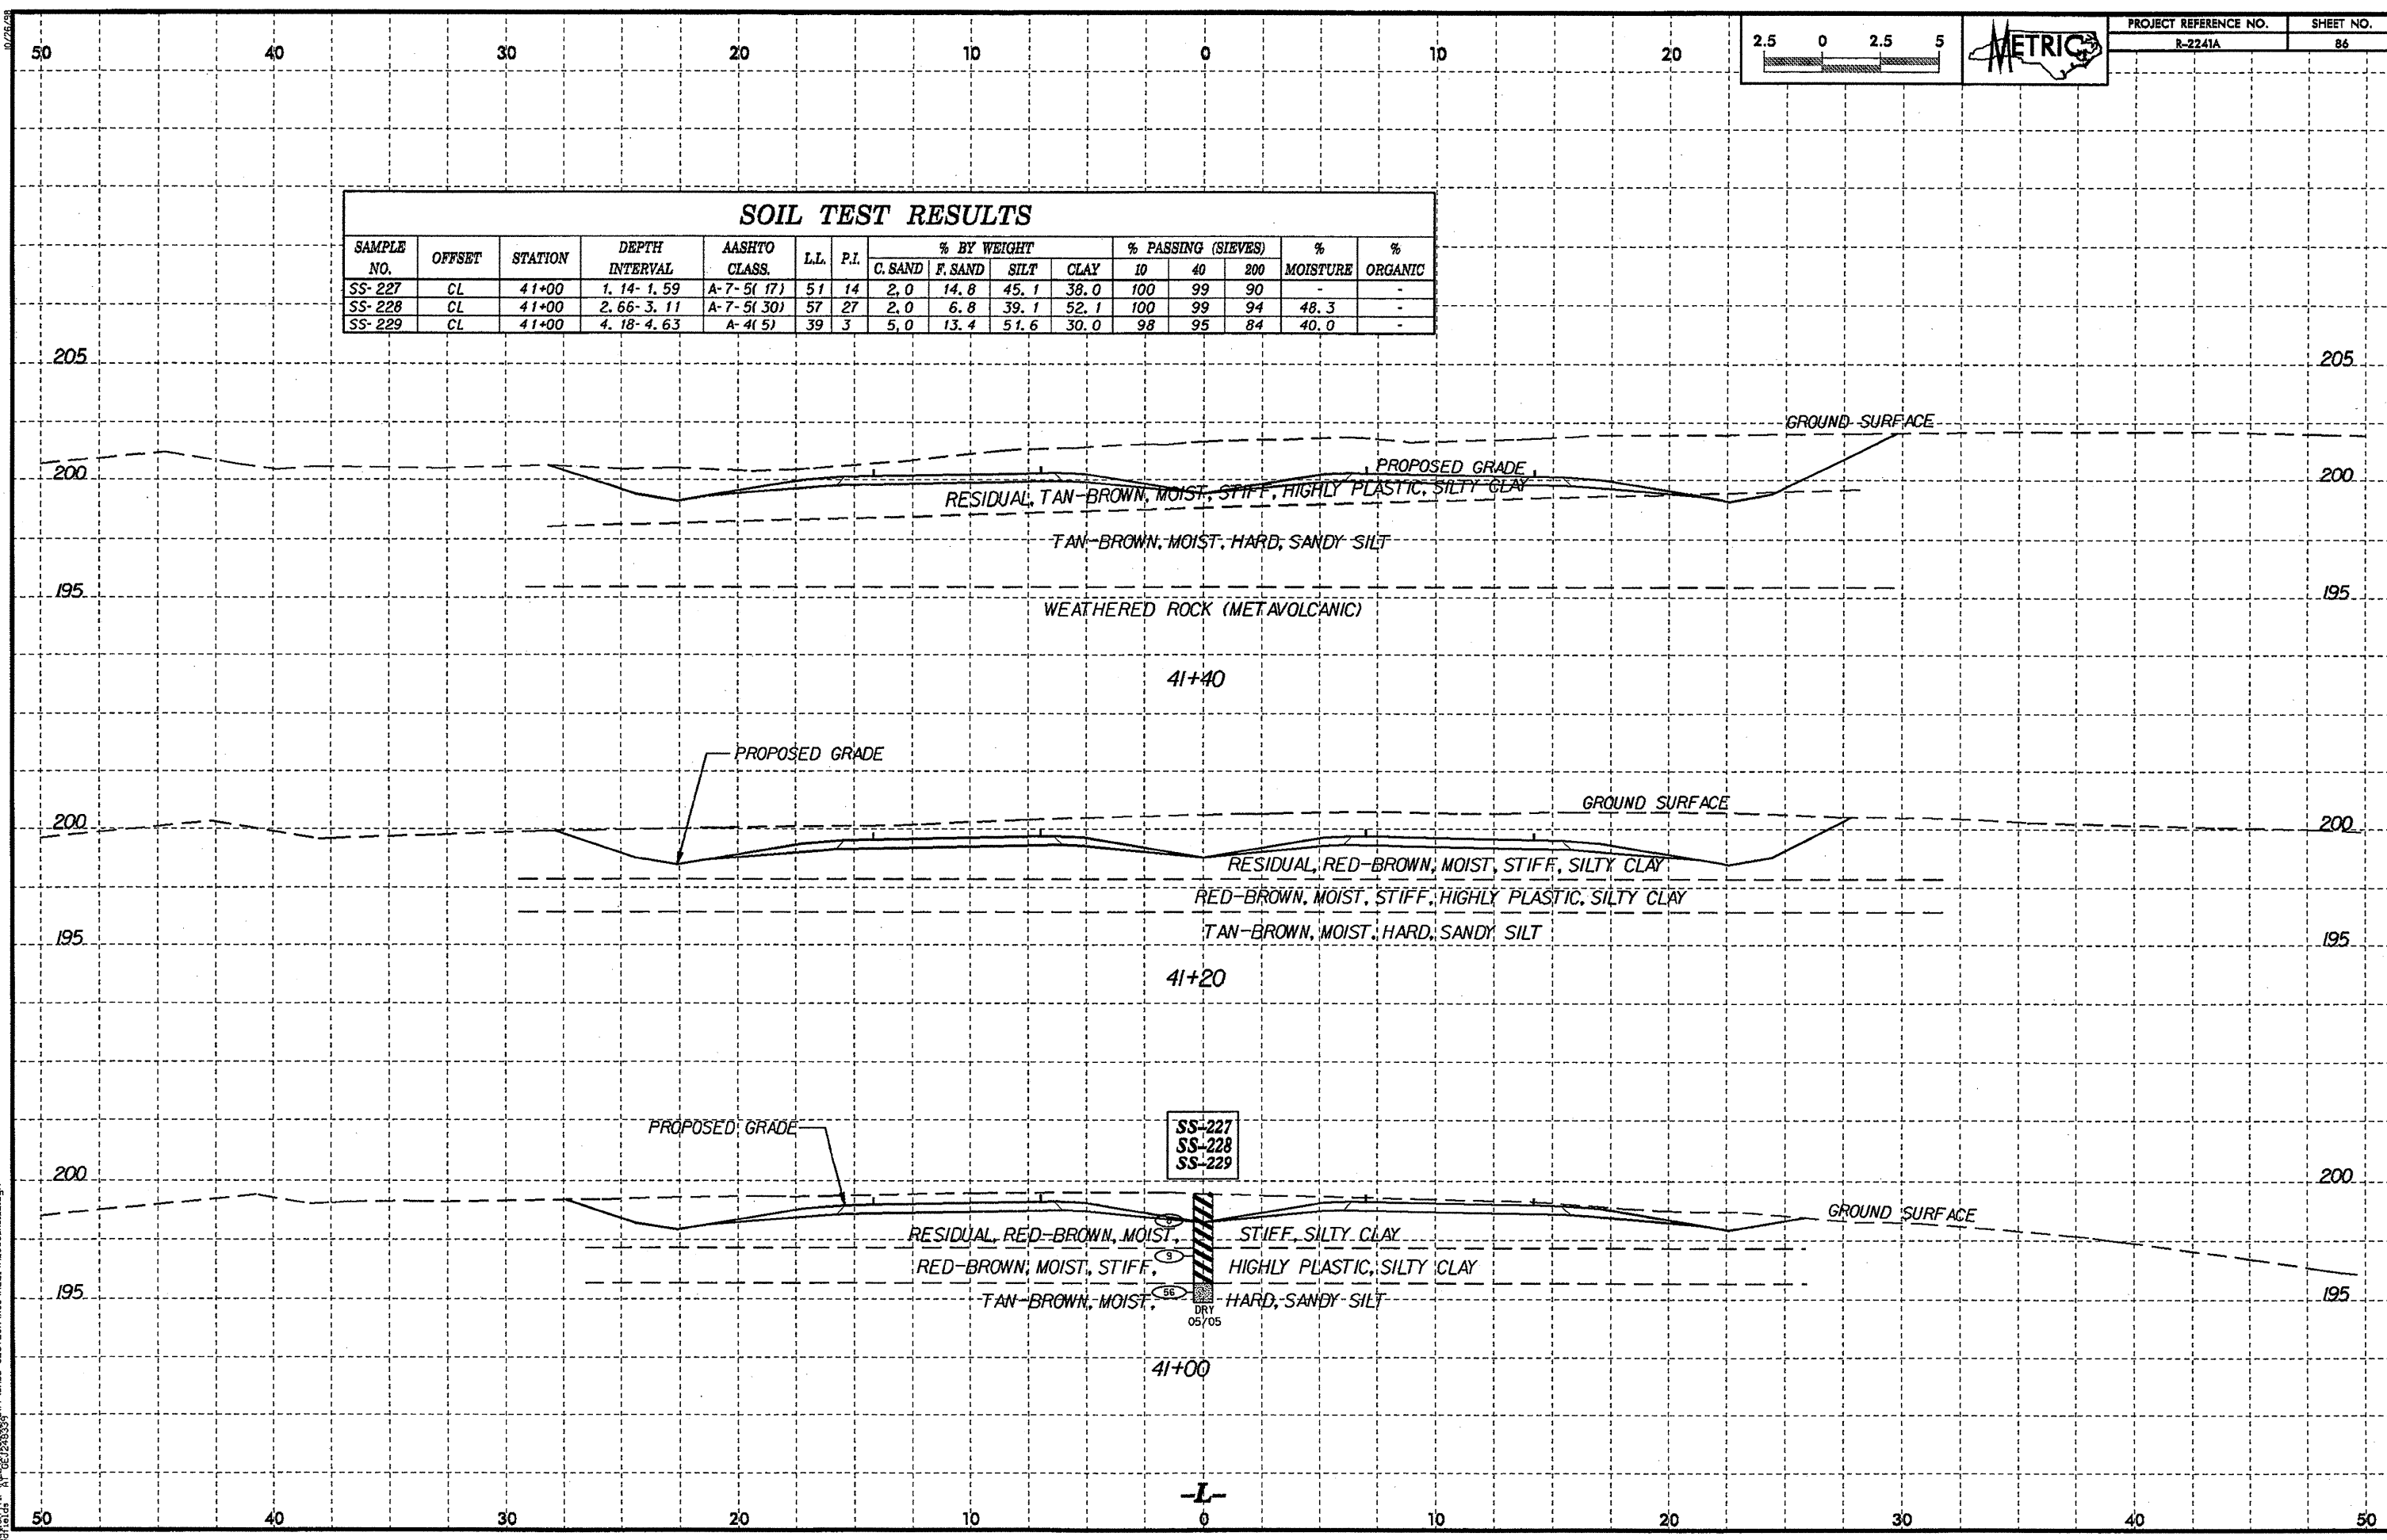 10/26/98
50 40 30 20 10 0 10 20
2.5 0 2.5 5
METRIC
PROJECT REFERENCE NO. SHEET NO.
R-2241A 86
SOIL TEST RESULTS
SAMPLE NO. OFFSET STATION DEPTH INTERVAL AASHTO CLASS. L.L. P.I. % BY WEIGHT % PASSING (SIEVES) % MOISTURE % ORGANIC
C. SAND F. SAND SILT CLAY 10 40 200
SS-227 CL 41+00 1.14-1.59 A-7-5(17) 51 14 2.0 14.8 45.1 38.0 100 99 90 - -
SS-228 CL 41+00 2.66-3.11 A-7-5(30) 57 27 2.0 6.8 39.1 52.1 100 99 94 48.3 -
SS-229 CL 41+00 4.18-4.63 A-4(5) 39 3 5.0 13.4 51.6 30.0 98 95 84 40.0 -
205 205
GROUND SURFACE
200 PROPOSED GRADE 200
RESIDUAL, TAN-BROWN, MOIST, STIFF, HIGHLY PLASTIC, SILTY CLAY
TAN-BROWN, MOIST, HARD, SANDY SILT
195 195
WEATHERED ROCK (METAVOLCANIC)
41+40
PROPOSED GRADE
GROUND SURFACE
200 200
RESIDUAL, RED-BROWN, MOIST, STIFF, SILTY CLAY
RED-BROWN, MOIST, STIFF, HIGHLY PLASTIC, SILTY CLAY
195 TAN-BROWN, MOIST, HARD, SANDY SILT 195
41+20
PROPOSED GRADE
SS-227
SS-228
SS-229
200 200
GROUND SURFACE
RESIDUAL, RED-BROWN, MOIST, STIFF, SILTY CLAY
9
RED-BROWN, MOIST, STIFF, HIGHLY PLASTIC, SILTY CLAY
195 56 195
TAN-BROWN, MOIST, HARD, SANDY SILT
DRY
05/05
41+00
-L-
50 40 30 20 10 0 10 20 30 40 50